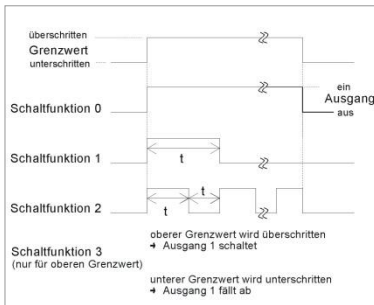 überschritten
Grenzwert
unterschritten
ein
Ausgang
aus
Schaltfunktion 0
Schaltfunktion 1
t
Schaltfunktion 2
t
t
Schaltfunktion 3
(nur für oberen Grenzwert)
oberer Grenzwert wird überschritten
→ Ausgang 1 schaltet
unterer Grenzwert wird unterschritten
→ Ausgang 1 fällt ab